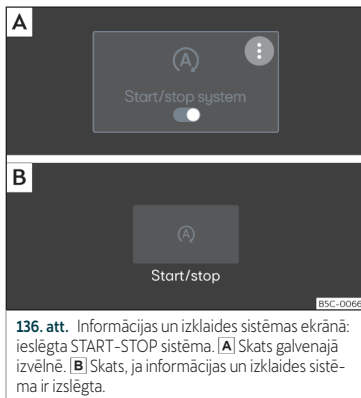 A
A
Start/stop system
B
A
Start/stop
B5C-0066
136. att. Informācijas un izklaides sistēmas ekrānā:
ieslēgta START-STOP sistēma. A Skats galvenajā
izvēlnē. B Skats, ja informācijas un izklaides sistē-
ma ir izslēgta.